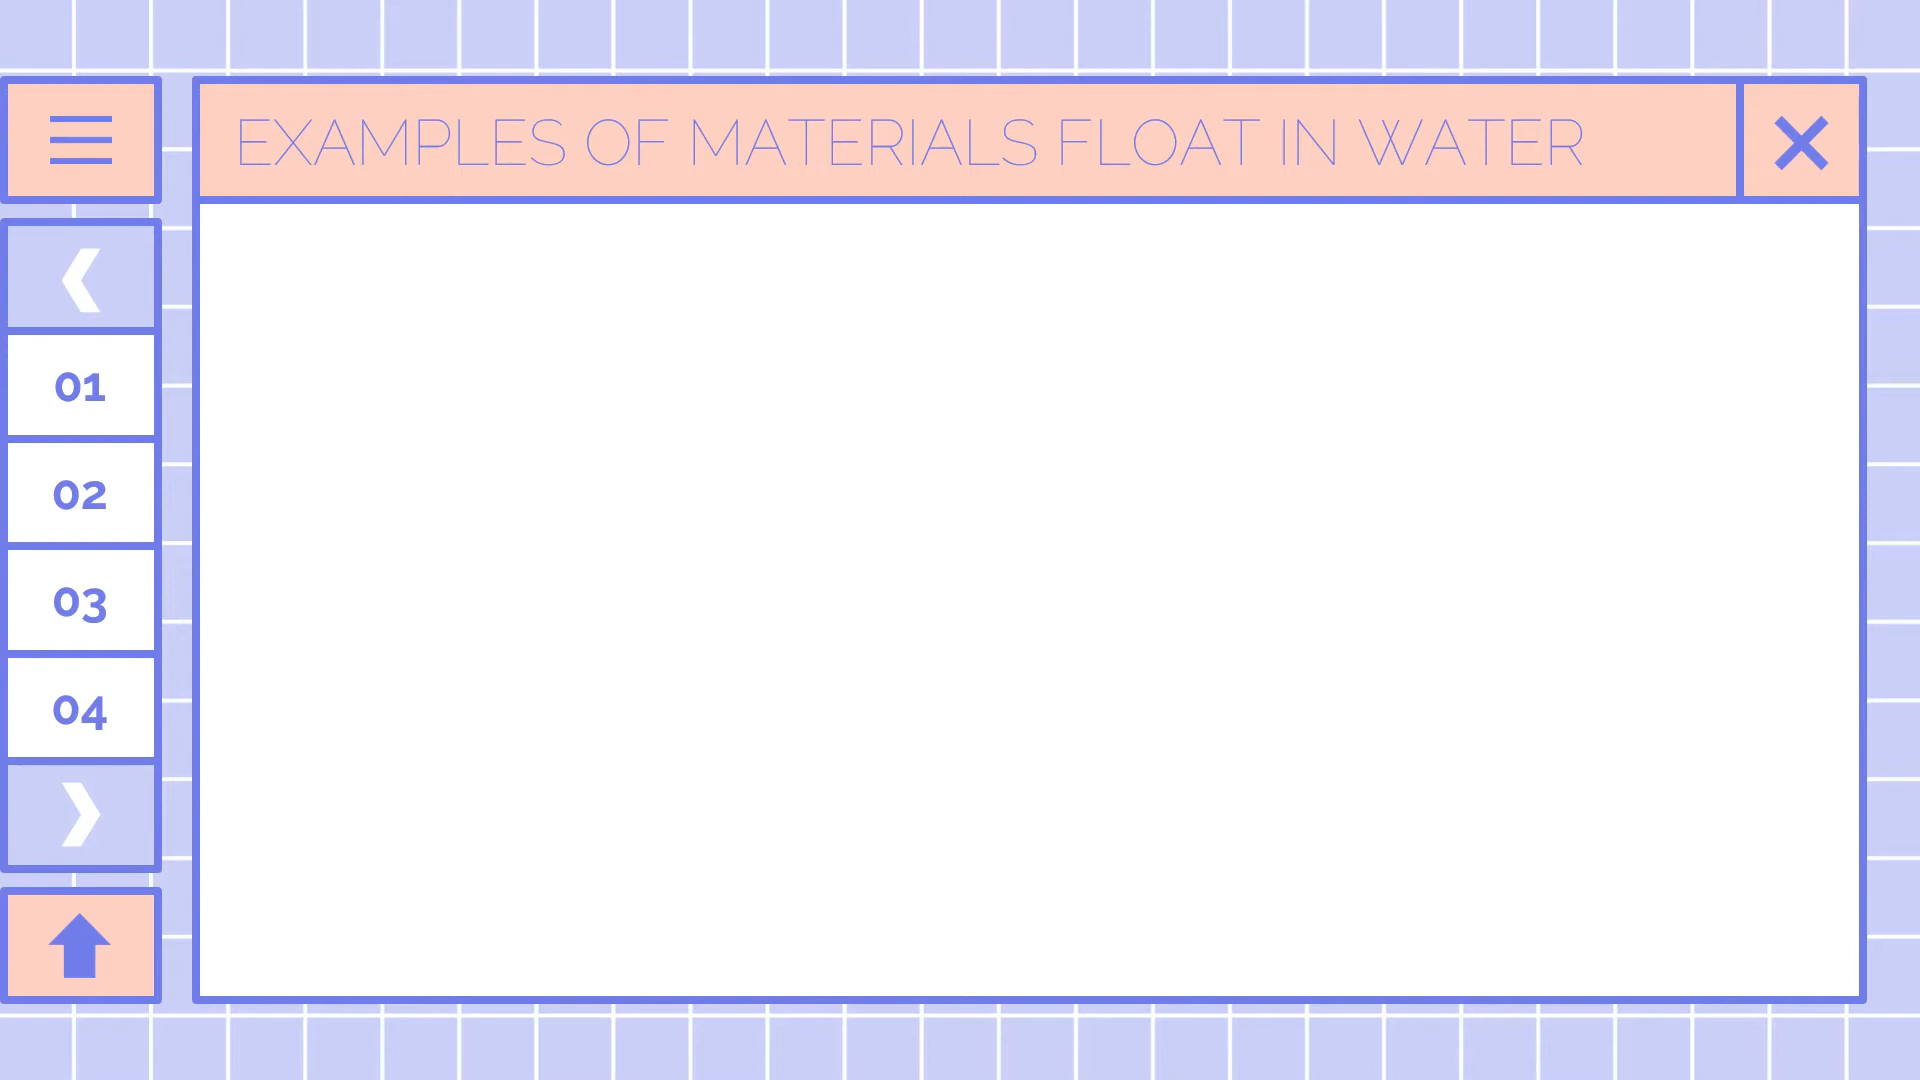 EXAMPLES OF MATERIALS FLOAT IN WATER
01
02
03
04